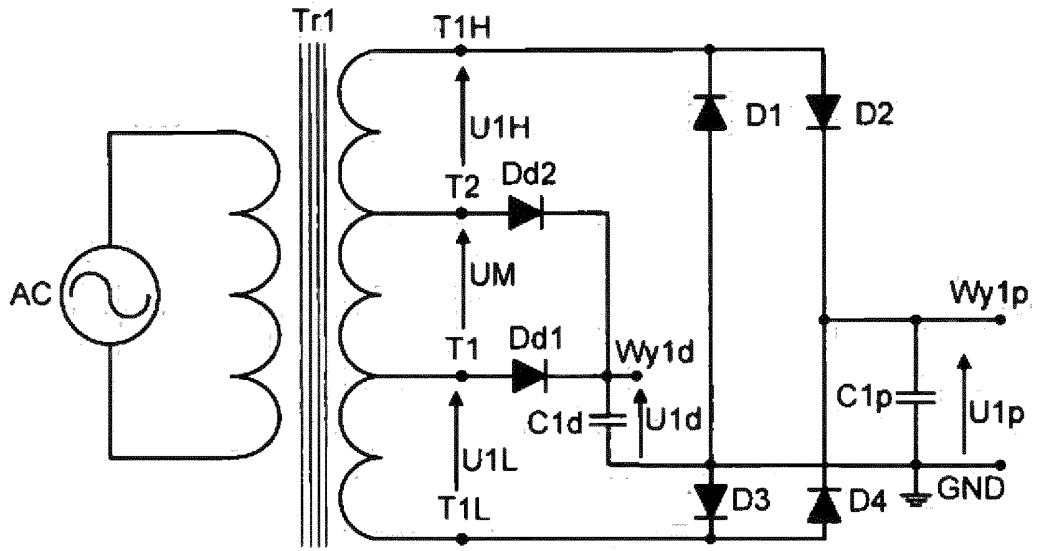 Tr1
T1H
U1H
D1
D2
T2
Dd2
AC
UM
Wy1p
T1
Dd1
Wy1d
C1d
U1d
C1p
U1p
U1L
T1L
D3
D4
GND